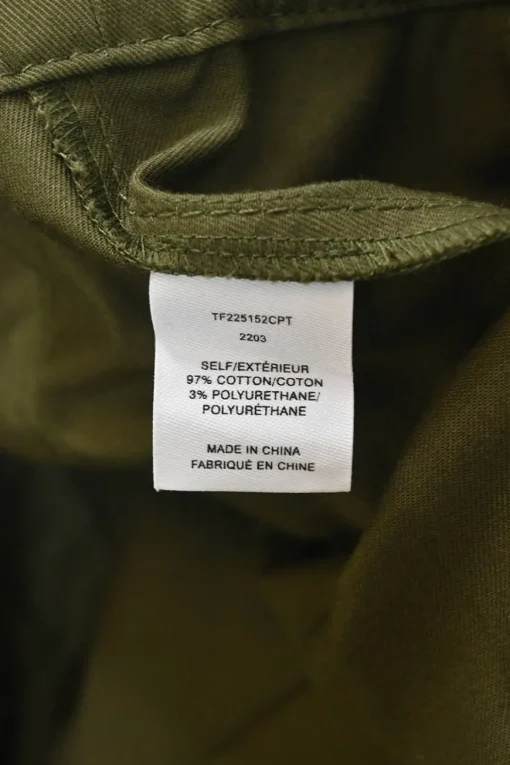 TF225152CPT
2203
SELF/EXTÉRIEUR
97% COTTON/COTON
3% POLYURETHANE/
POLYURÉTHANE
MADE IN CHINA
FABRIQUÉ EN CHINE